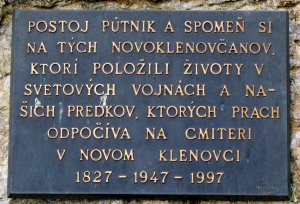 POSTOJ PÚTNIK A SPOMEŇ SI
NA TÝCH NOVOKLENOVČANOV,
KTORÍ POLOŽILI ŽIVOTY V
SVETOVÝCH VOJNÁCH A NA-
ŠICH PREDKOV, KTORÝCH PRACH
ODPOČÍVA NA CMITERI
V NOVOM KLENOVCI
1827 - 1947 - 1997